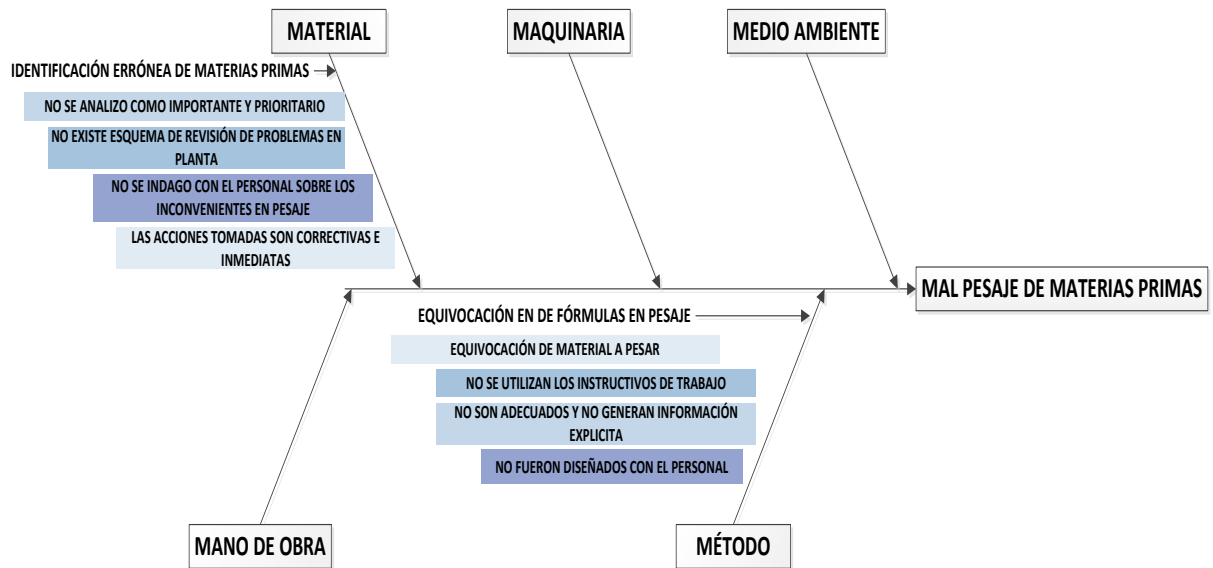 MATERIAL
MAQUINARIA
MEDIO AMBIENTE
IDENTIFICACIÓN ERRÓNEA DE MATERIAS PRIMAS
NO SE ANALIZO COMO IMPORTANTE Y PRIORITARIO
NO EXISTE ESQUEMA DE REVISIÓN DE PROBLEMAS EN
PLANTA
NO SE INDAGO CON EL PERSONAL SOBRE LOS
INCONVENIENTES EN PESAJE
LAS ACCIONES TOMADAS SON CORRECTIVAS E
INMEDIATAS
MAL PESAJE DE MATERIAS PRIMAS
EQUIVOCACIÓN EN DE FÓRMULAS EN PESAJE
EQUIVOCACIÓN DE MATERIAL A PESAR
NO SE UTILIZAN LOS INSTRUCTIVOS DE TRABAJO
NO SON ADECUADOS Y NO GENERAN INFORMACIÓN
EXPLICITA
NO FUERON DISEÑADOS CON EL PERSONAL
MANO DE OBRA
MÉTODO